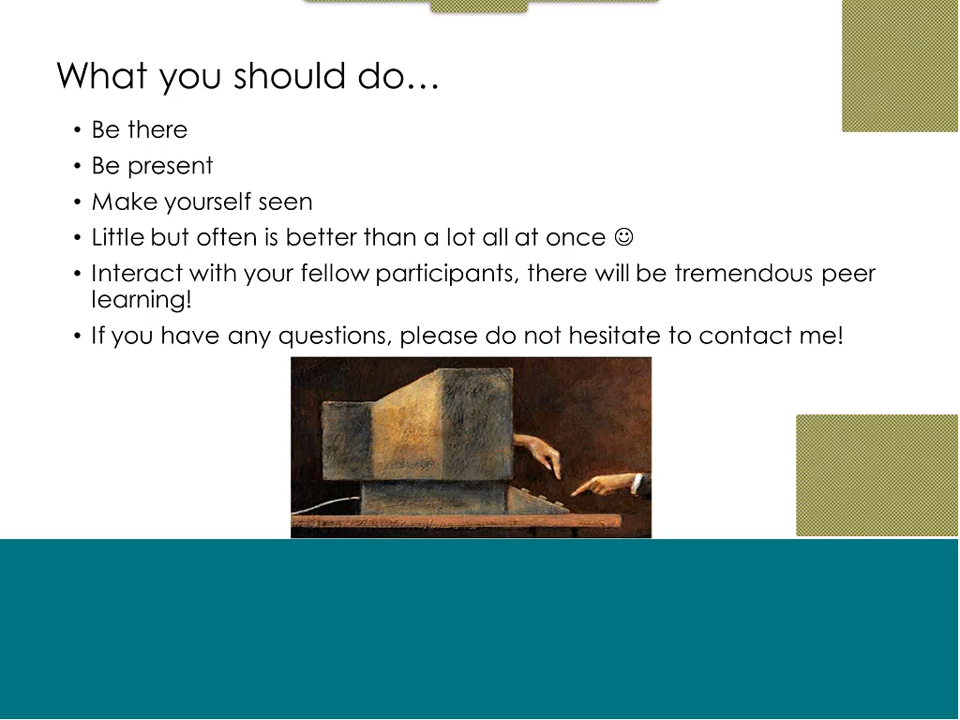 What you should do…
• Be there
• Be present
• Make yourself seen
• Little but often is better than a lot all at once ☺
• Interact with your fellow participants, there will be tremendous peer
learning!
• If you have any questions, please do not hesitate to contact me!